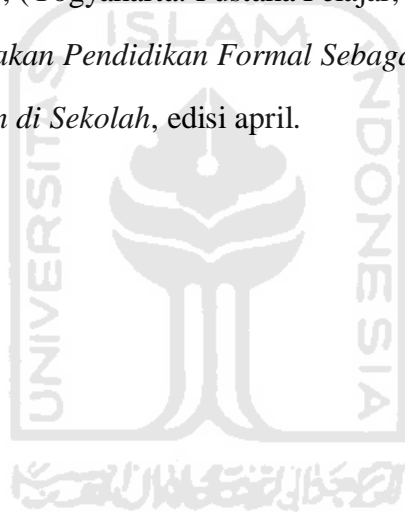 , (Yogyakarta: Pustaka Pelajar,
akan Pendidikan Formal Sebaga
n di Sekolah, edisi april.
ISLAM
UNIVERSITAS
INDONESIA